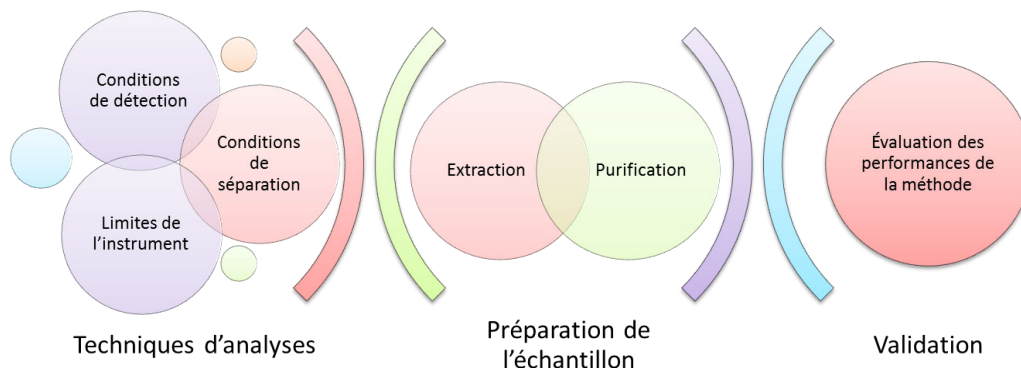 Conditions
de détection
Conditions
de
séparation
Limites de
l'instrument
Techniques d'analyses
Extraction
Purification
Préparation de
l'échantillon
Évaluation des
performances de
la méthode
Validation